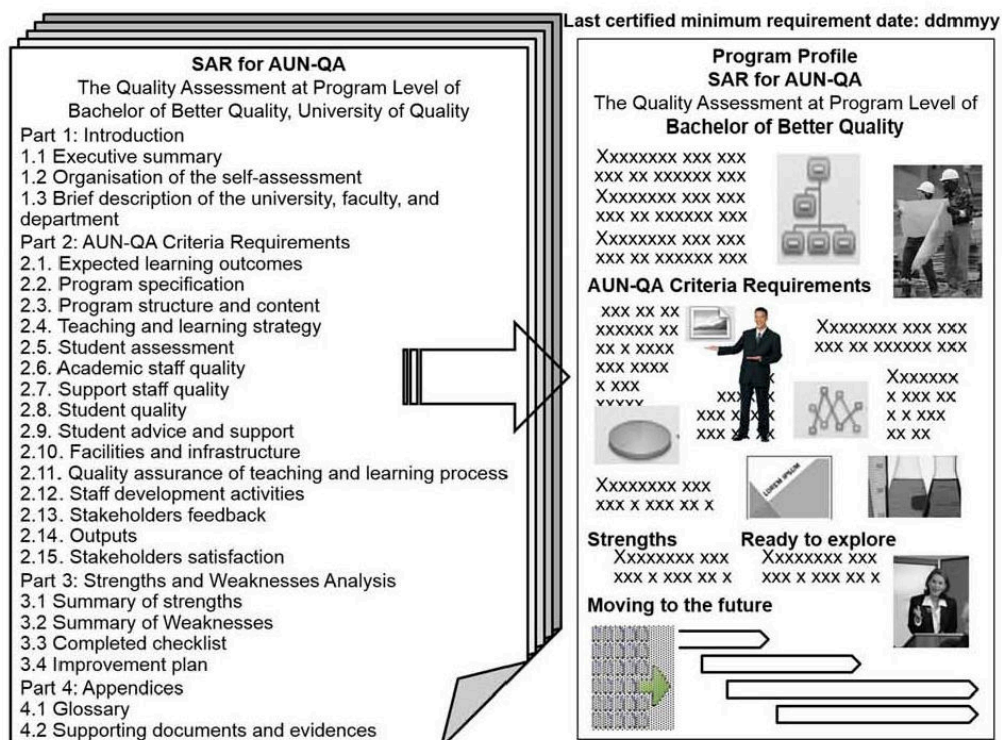 SAR for AUN-QA
The Quality Assessment at Program Level of
Bachelor of Better Quality, University of Quality
Part 1: Introduction
1.1 Executive summary
1.2 Organisation of the self-assessment
1.3 Brief description of the university, faculty, and
department
Part 2: AUN-QA Criteria Requirements
2.1. Expected learning outcomes
2.2. Program specification
2.3. Program structure and content
2.4. Teaching and learning strategy
2.5. Student assessment
2.6. Academic staff quality
2.7. Support staff quality
2.8. Student quality
2.9. Student advice and support
2.10. Facilities and infrastructure
2.11. Quality assurance of teaching and learning process
2.12. Staff development activities
2.13. Stakeholders feedback
2.14. Outputs
2.15. Stakeholders satisfaction
Part 3: Strengths and Weaknesses Analysis
3.1 Summary of strengths
3.2 Summary of Weaknesses
3.3 Completed checklist
3.4 Improvement plan
Part 4: Appendices
4.1 Glossary
4.2 Supporting documents and evidences
Last certified minimum requirement date: ddmmyy
Program Profile
SAR for AUN-QA
The Quality Assessment at Program Level of
Bachelor of Better Quality
Xxxxxxxx xxx xxx
xxx xx xxxxxx xxx
Xxxxxxxx xxx xxx
xxx xx xxxxxx xxx
Xxxxxxxx xxx xxx
xxx xx xxxxxx xxx
AUN-QA Criteria Requirements
xxx xx xx
xxxxxx xx
xx x xxxx
xxx xxxx
x xxx
Xxxxxxxx xxx xxx
xxx xx xxxxxx xxx
Xxxxxxx
x xxx xx
x x xxx
xx xx
LOREM IPSUM
Xxxxxxxx xxx
xxx x xxx xx x
Strengths
Xxxxxxxx xxx
xxx x xxx xx x
Ready to explore
Xxxxxxxx xxx
xxx x xxx xx x
Moving to the future